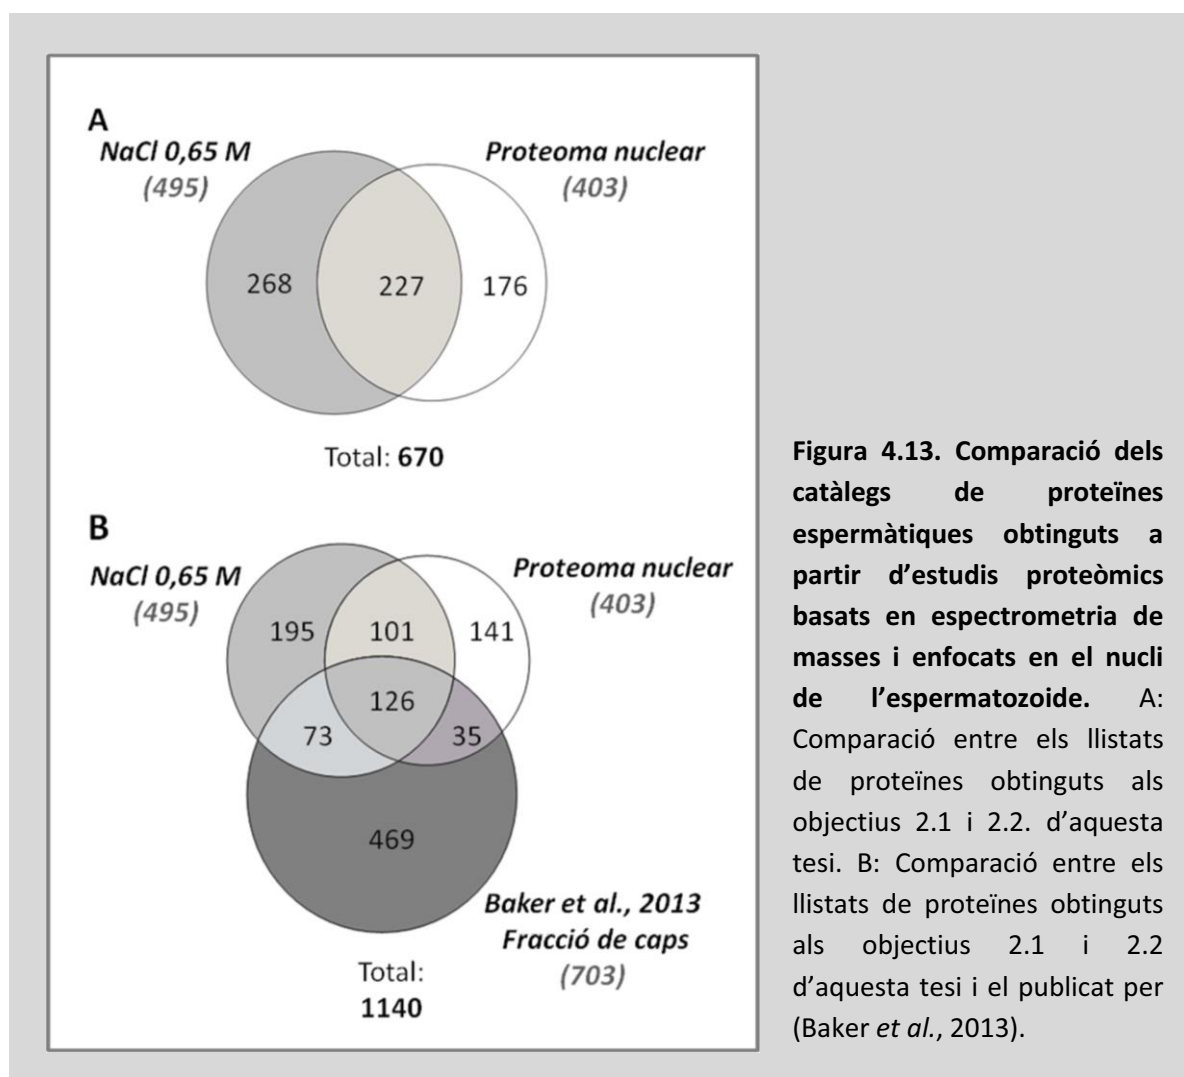 A
NaCl 0,65 M
(495)
Proteoma nuclear
(403)
268
227
176
Total: 670
B
NaCl 0,65 M
(495)
Proteoma nuclear
(403)
195
101
141
126
73
35
469
Baker et al., 2013
Fracció de caps
(703)
Total:
1140
Figura 4.13. Comparació dels
catàlegs de proteïnes
espermàtiques obtinguts a
partir d'estudis proteòmics
basats en espectrometria de
masses i enfocats en el nucli
de l'espermatozoide. A:
Comparació entre els llistats
de proteïnes obtinguts als
objectius 2.1 i 2.2. d'aquesta
tesi. B: Comparació entre els
llistats de proteïnes obtinguts
als objectius 2.1 i 2.2
d'aquesta tesi i el publicat per
(Baker et al., 2013).